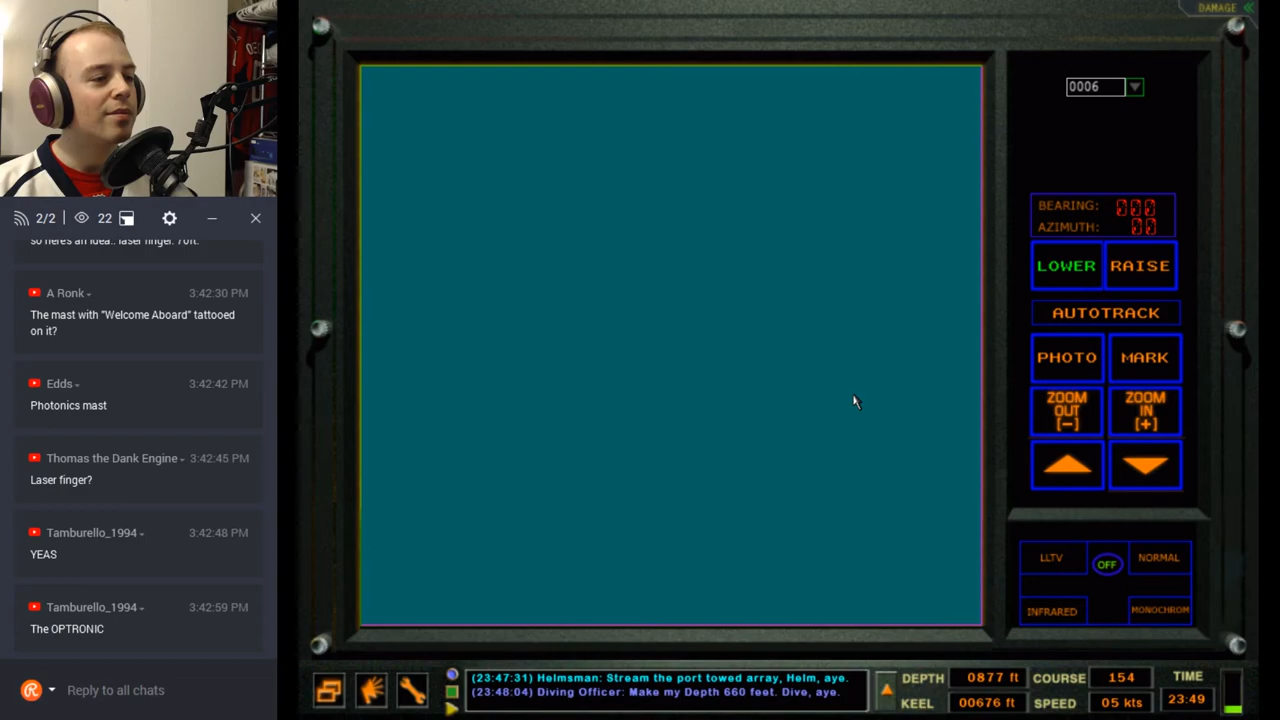 DAMAGE
0006
BEARING: 000
AZIMUTH: 00
LOWER RAISE
AUTOTRACK
PHOTO MARK
ZOOM OUT [-]
ZOOM IN [+]
LLTV OFF NORMAL
INFRARED MONOCHROM
2/2 22
so here's an idea.. laser finger. 70ft.
A Ronk 3:42:30 PM
The mast with "Welcome Aboard" tattooed
on it?
Edds 3:42:42 PM
Photonics mast
Thomas the Dank Engine 3:42:45 PM
Laser finger?
Tamburello_1994 3:42:48 PM
YEAS
Tamburello_1994 3:42:59 PM
The OPTRONIC
Reply to all chats
(23:47:31) Helmsman: Stream the port towed array, Helm, aye.
(23:48:04) Diving Officer: Make my Depth 660 feet. Dive, aye.
DEPTH 0877 ft COURSE 154 TIME
KEEL 00676 ft SPEED 05 kts 23:49